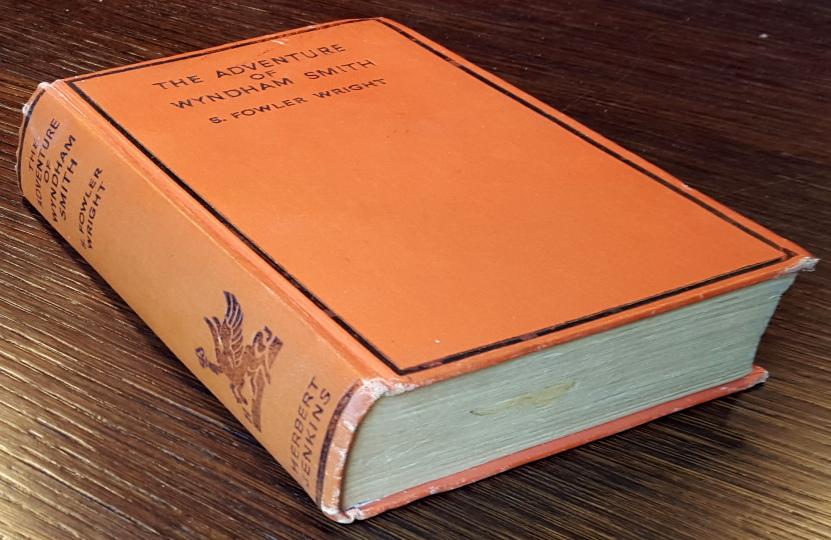 THE ADVENTURE
OF
WYNDHAM SMITH
S. FOWLER WRIGHT
THE
ADVENTURE
OF
WYNDHAM
SMITH
S. FOWLER
WRIGHT
HERBERT
JENKINS